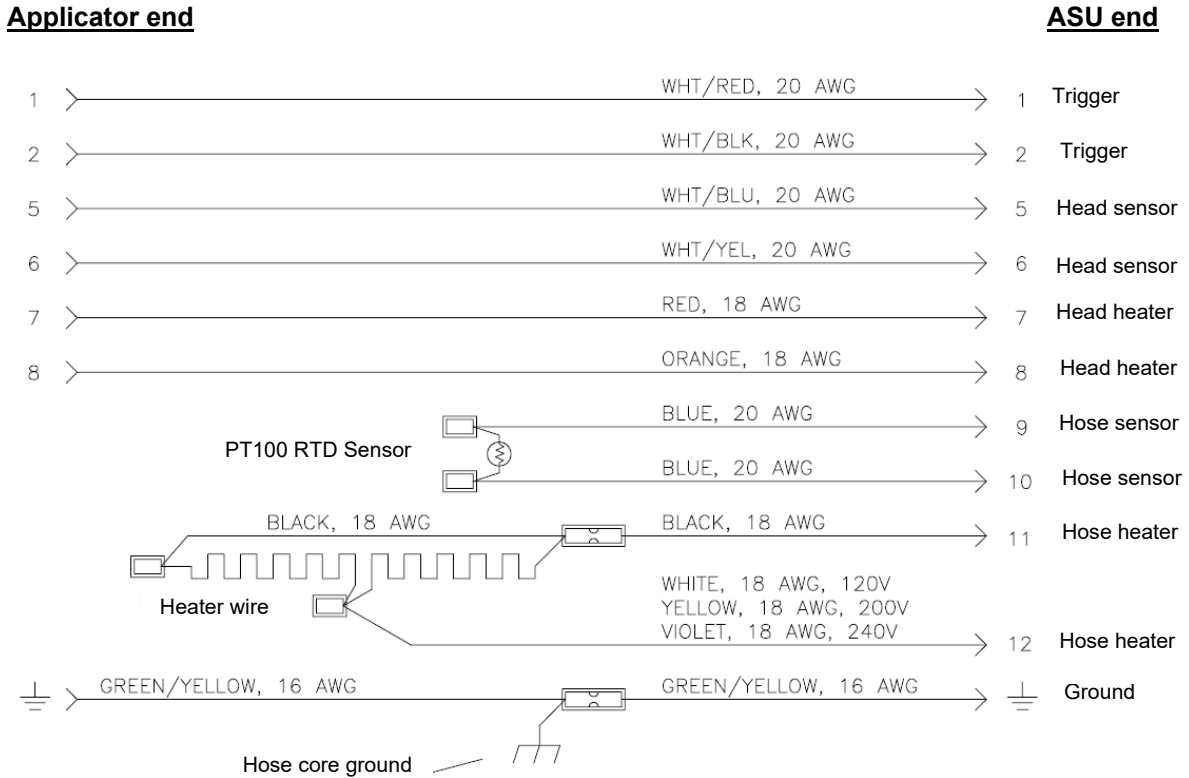 Applicator end ASU end
1 WHT/RED, 20 AWG 1 Trigger
2 WHT/BLK, 20 AWG 2 Trigger
5 WHT/BLU, 20 AWG 5 Head sensor
6 WHT/YEL, 20 AWG 6 Head sensor
7 RED, 18 AWG 7 Head heater
8 ORANGE, 18 AWG 8 Head heater
BLUE, 20 AWG 9 Hose sensor
PT100 RTD Sensor
BLUE, 20 AWG 10 Hose sensor
BLACK, 18 AWG BLACK, 18 AWG 11 Hose heater
Heater wire
WHITE, 18 AWG, 120V
YELLOW, 18 AWG, 200V
VIOLET, 18 AWG, 240V
12 Hose heater
GREEN/YELLOW, 16 AWG GREEN/YELLOW, 16 AWG Ground
Hose core ground